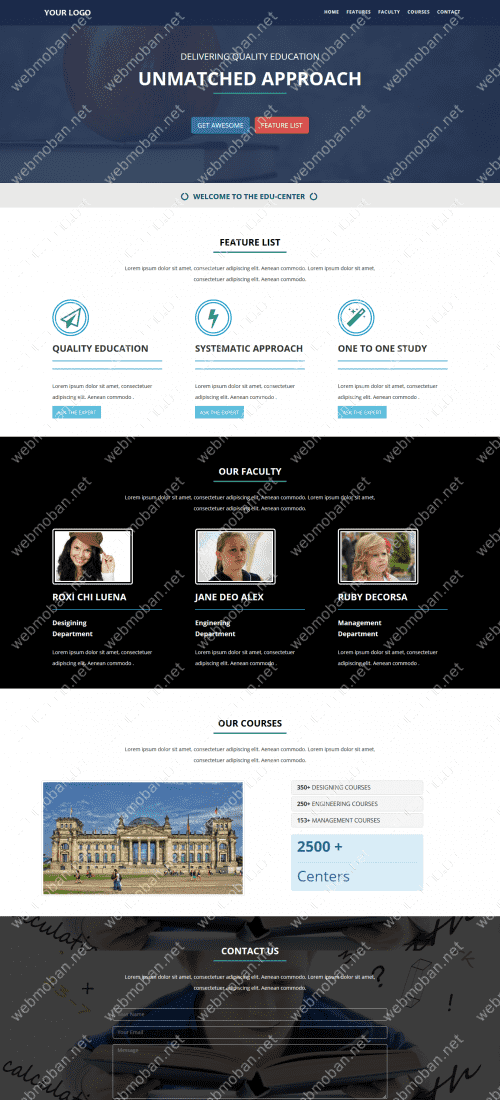 YOUR LOGO
HOME FEATURES FACULTY COURSES CONTACT
DELIVERING QUALITY EDUCATION
UNMATCHED APPROACH
GET AWESOME FEATURE LIST
WELCOME TO THE EDU-CENTER
FEATURE LIST
Lorem ipsum dolor sit amet, consectetuer adipiscing elit. Aenean commodo. Lorem ipsum dolor sit amet,
consectetuer adipiscing elit. Aenean commodo.
QUALITY EDUCATION
Lorem ipsum dolor sit amet, consectetuer
adipiscing elit. Aenean commodo .
ASK THE EXPERT
SYSTEMATIC APPROACH
Lorem ipsum dolor sit amet, consectetuer
adipiscing elit. Aenean commodo .
ASK THE EXPERT
ONE TO ONE STUDY
Lorem ipsum dolor sit amet, consectetuer
adipiscing elit. Aenean commodo .
ASK THE EXPERT
OUR FACULTY
Lorem ipsum dolor sit amet, consectetuer adipiscing elit. Aenean commodo. Lorem ipsum dolor sit amet,
consectetuer adipiscing elit. Aenean commodo.
ROXI CHI LUENA
Desigining
Department
Lorem ipsum dolor sit amet, consectetuer
adipiscing elit. Aenean commodo .
JANE DEO ALEX
Enginering
Department
Lorem ipsum dolor sit amet, consectetuer
adipiscing elit. Aenean commodo .
RUBY DECORSA
Management
Department
Lorem ipsum dolor sit amet, consectetuer
adipiscing elit. Aenean commodo .
OUR COURSES
Lorem ipsum dolor sit amet, consectetuer adipiscing elit. Aenean commodo. Lorem ipsum dolor sit amet,
consectetuer adipiscing elit. Aenean commodo.
350+ DESIGNING COURSES
250+ ENGINEERING COURSES
153+ MANAGEMENT COURSES
2500 +
Centers
CONTACT US
Lorem ipsum dolor sit amet, consectetuer adipiscing elit. Aenean commodo. Lorem ipsum dolor sit amet,
consectetuer adipiscing elit. Aenean commodo.
Your Name
Your Email
Message
webmoban.net